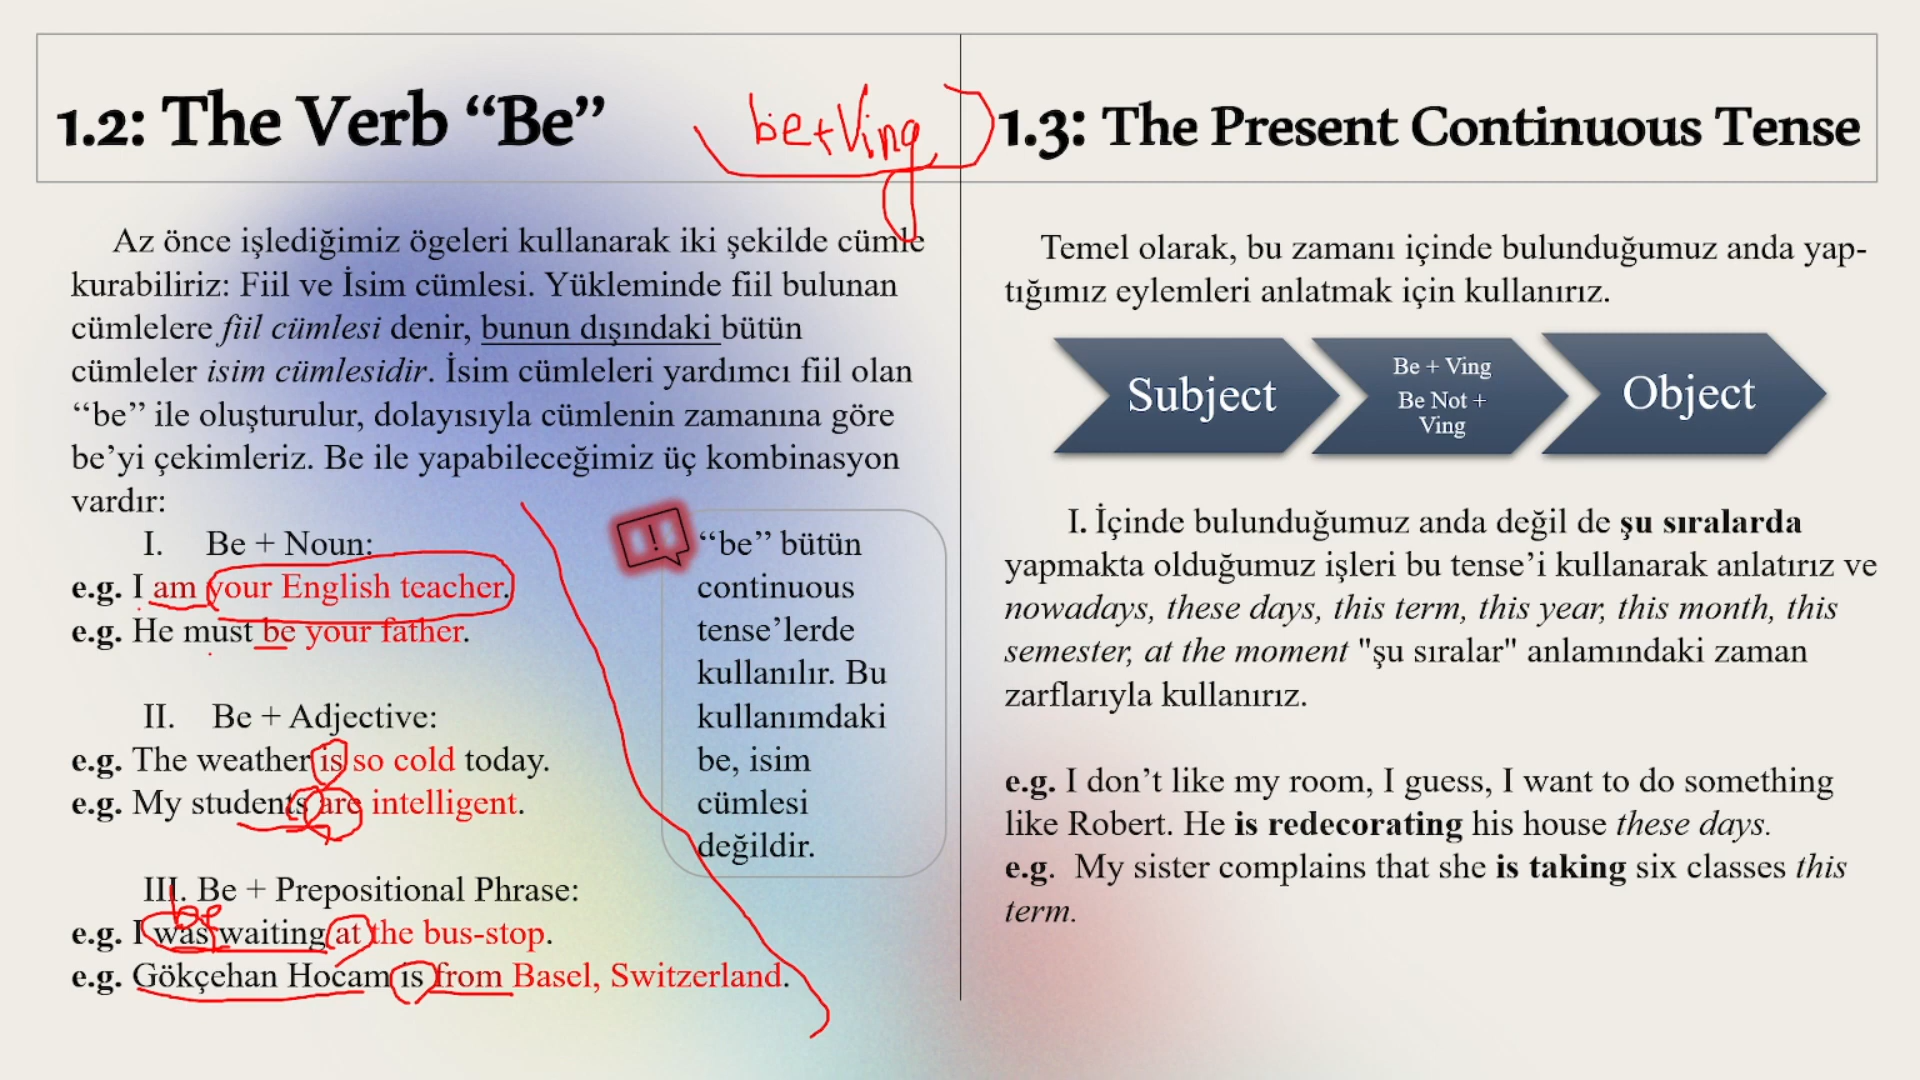 1.2: The Verb “Be”
be+Ving
Az önce işlediğimiz ögeleri kullanarak iki şekilde cümle
kurabiliriz: Fiil ve İsim cümlesi. Yükleminde fiil bulunan
cümlelere fiil cümlesi denir, bunun dışındaki bütün
cümleler isim cümlesidir. İsim cümleleri yardımcı fiil olan
“be” ile oluşturulur, dolayısıyla cümlenin zamanına göre
be’yi çekimleriz. Be ile yapabileceğimiz üç kombinasyon
vardır:
I. Be + Noun:
e.g. I am your English teacher.
e.g. He must be your father.
II. Be + Adjective:
e.g. The weather is so cold today.
e.g. My students are intelligent.
III. Be + Prepositional Phrase:
be
e.g. I was waiting at the bus-stop.
e.g. Gökçehan Hocam is from Basel, Switzerland.
!
“be” bütün
continuous
tense’lerde
kullanılır. Bu
kullanımdaki
be, isim
cümlesi
değildir.
1.3: The Present Continuous Tense
Temel olarak, bu zamanı içinde bulunduğumuz anda yap-
tığımız eylemleri anlatmak için kullanırız.
Subject
Be + Ving
Be Not +
Ving
Object
I. İçinde bulunduğumuz anda değil de şu sıralarda
yapmakta olduğumuz işleri bu tense’i kullanarak anlatırız ve
nowadays, these days, this term, this year, this month, this
semester, at the moment "şu sıralar" anlamındaki zaman
zarflarıyla kullanırız.
e.g. I don’t like my room, I guess, I want to do something
like Robert. He is redecorating his house these days.
e.g. My sister complains that she is taking six classes this
term.